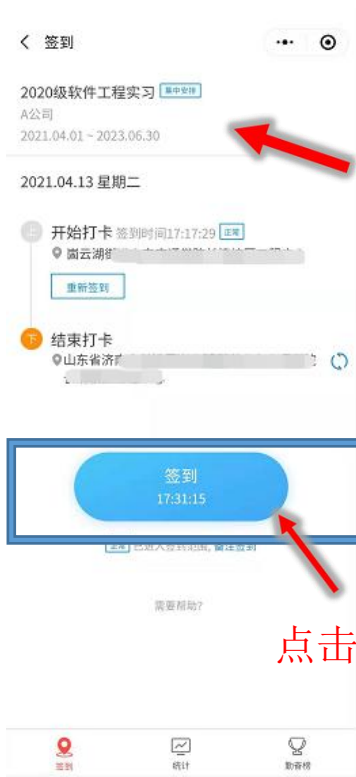 签到
2020级软件工程实习 集中安排
A公司
2021.04.01 ~ 2023.06.30
2021.04.13 星期二
上 开始打卡 签到时间17:17:29 正常
崮云湖街
重新签到
下 结束打卡
山东省济南
签到
17:31:15
正常 已进入签到范围, 备注签到
需要帮助?
点击
签到 统计 勤奋榜